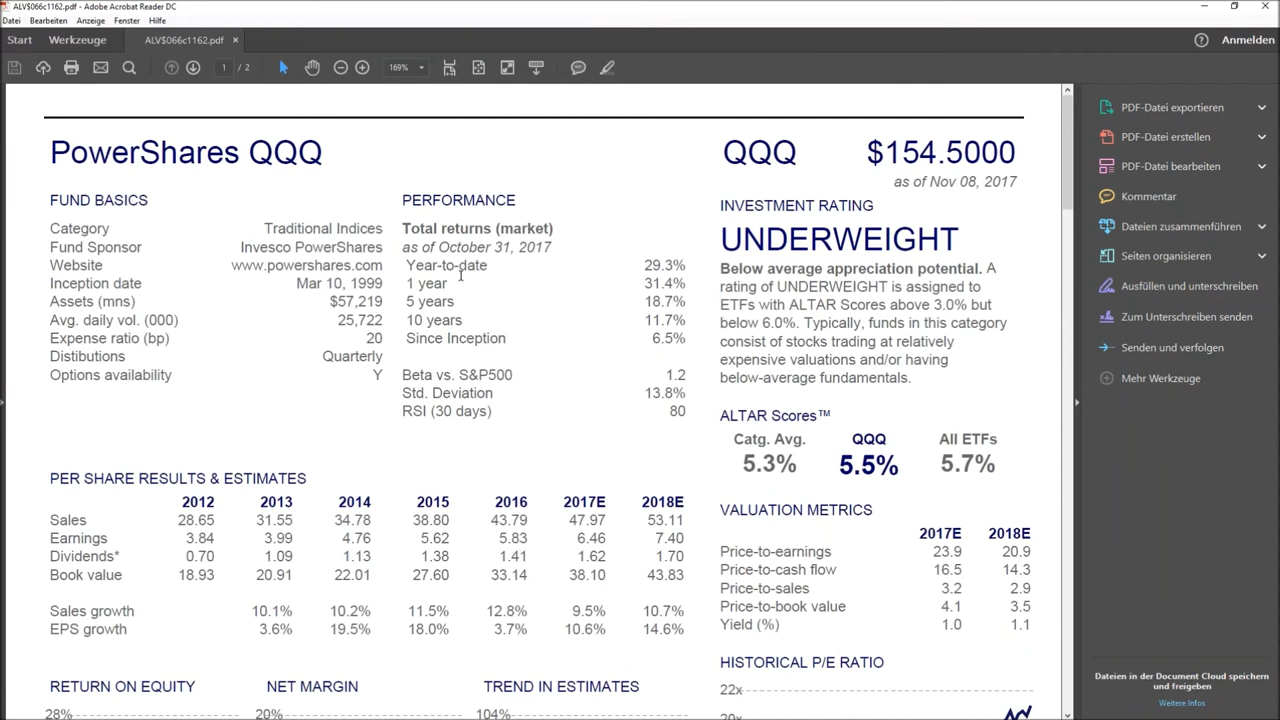 ALV$066c1162.pdf - Adobe Acrobat Reader DC
Datei Bearbeiten Anzeige Fenster Hilfe
Start Werkzeuge ALV$066c1162.pdf × Anmelden
1 / 2 169%
PowerShares QQQ QQQ $154.5000
as of Nov 08, 2017
FUND BASICS
Category Traditional Indices
Fund Sponsor Invesco PowerShares
Website www.powershares.com
Inception date Mar 10, 1999
Assets (mns) $57,219
Avg. daily vol. (000) 25,722
Expense ratio (bp) 20
Distibutions Quarterly
Options availability Y
PERFORMANCE
Total returns (market)
as of October 31, 2017
Year-to-date 29.3%
1 year 31.4%
5 years 18.7%
10 years 11.7%
Since Inception 6.5%
Beta vs. S&P500 1.2
Std. Deviation 13.8%
RSI (30 days) 80
INVESTMENT RATING
UNDERWEIGHT
Below average appreciation potential. A
rating of UNDERWEIGHT is assigned to
ETFs with ALTAR Scores above 3.0% but
below 6.0%. Typically, funds in this category
consist of stocks trading at relatively
expensive valuations and/or having
below-average fundamentals.
ALTAR Scores™
Catg. Avg. QQQ All ETFs
5.3% 5.5% 5.7%
PER SHARE RESULTS & ESTIMATES
2012 2013 2014 2015 2016 2017E 2018E
Sales 28.65 31.55 34.78 38.80 43.79 47.97 53.11
Earnings 3.84 3.99 4.76 5.62 5.83 6.46 7.40
Dividends* 0.70 1.09 1.13 1.38 1.41 1.62 1.70
Book value 18.93 20.91 22.01 27.60 33.14 38.10 43.83
Sales growth 10.1% 10.2% 11.5% 12.8% 9.5% 10.7%
EPS growth 3.6% 19.5% 18.0% 3.7% 10.6% 14.6%
VALUATION METRICS
2017E 2018E
Price-to-earnings 23.9 20.9
Price-to-cash flow 16.5 14.3
Price-to-sales 3.2 2.9
Price-to-book value 4.1 3.5
Yield (%) 1.0 1.1
HISTORICAL P/E RATIO
22x
20x
RETURN ON EQUITY NET MARGIN TREND IN ESTIMATES
28% 20% 104%
PDF-Datei exportieren
PDF-Datei erstellen
PDF-Datei bearbeiten
Kommentar
Dateien zusammenführen
Seiten organisieren
Ausfüllen und unterschreiben
Zum Unterschreiben senden
Senden und verfolgen
Mehr Werkzeuge
Dateien in der Document Cloud speichern
und freigeben
Weitere Infos